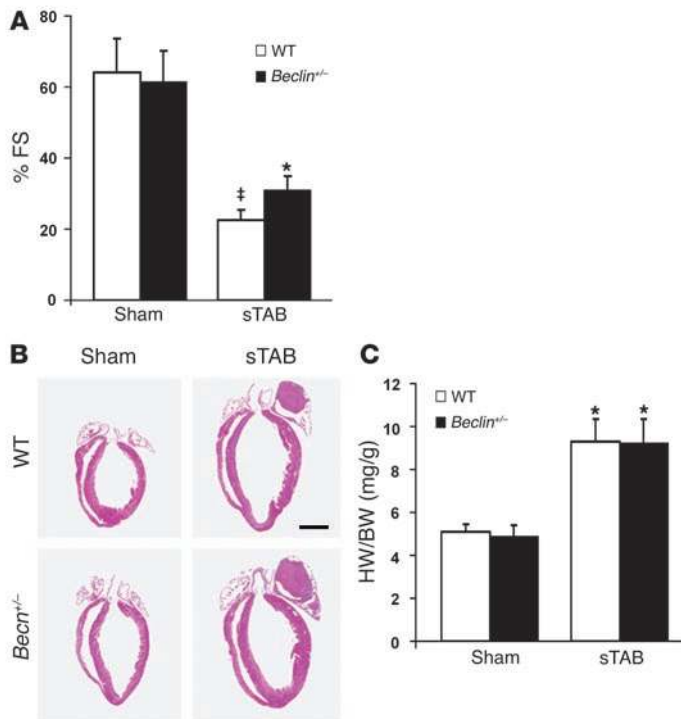 A
80
60
40
20
0
% FS
WT
Beclin+/−
‡
*
Sham
sTAB
B
Sham
sTAB
WT
Becn+/−
C
12
10
8
6
4
2
0
HW/BW (mg/g)
WT
Beclin+/−
*
*
Sham
sTAB